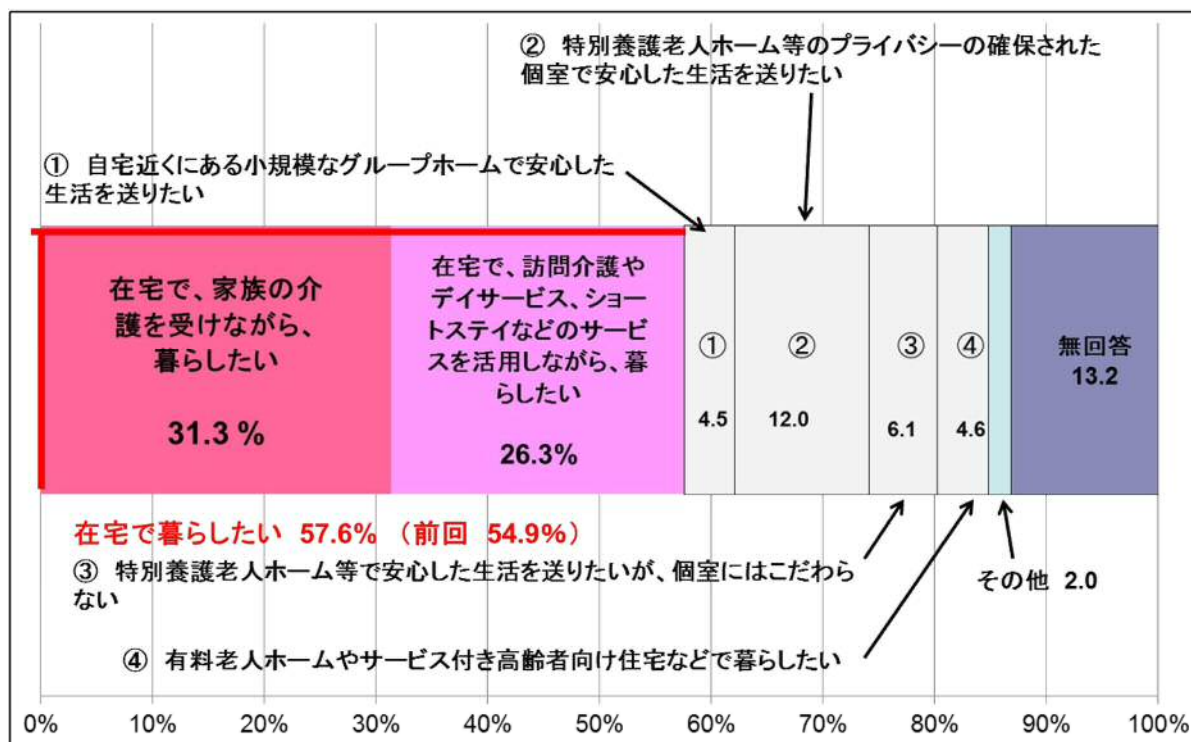 ② 特別養護老人ホーム等のプライバシーの確保された
個室で安心した生活を送りたい
① 自宅近くにある小規模なグループホームで安心した
生活を送りたい
在宅で、家族の介
護を受けながら、
暮らしたい
31.3 %
在宅で、訪問介護や
デイサービス、ショー
トステイなどのサービ
スを活用しながら、暮
らしたい
26.3%
①
4.5
②
12.0
③
6.1
④
4.6
無回答
13.2
在宅で暮らしたい 57.6% （前回 54.9%）
③ 特別養護老人ホーム等で安心した生活を送りたいが、個室にはこだわら
ない
その他 2.0
④ 有料老人ホームやサービス付き高齢者向け住宅などで暮らしたい
0% 10% 20% 30% 40% 50% 60% 70% 80% 90% 100%